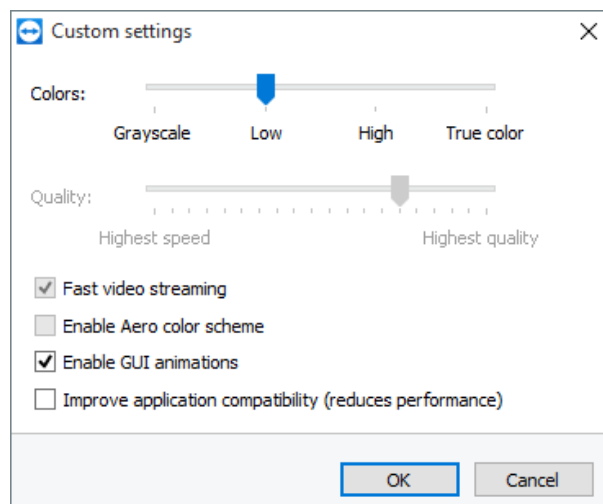 Custom settings
Colors:
Grayscale Low High True color
Quality:
Highest speed Highest quality
Fast video streaming
Enable Aero color scheme
Enable GUI animations
Improve application compatibility (reduces performance)
OK Cancel